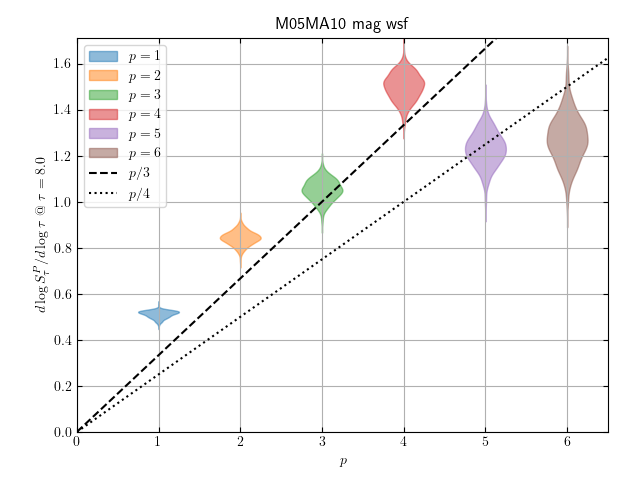 M05MA10 mag wsf
p = 1
p = 2
p = 3
p = 4
p = 5
p = 6
p/3
p/4
d log S_τ^P / d log τ @ τ = 8.0
1.6
1.4
1.2
1.0
0.8
0.6
0.4
0.2
0.0
0 1 2 3 4 5 6
p